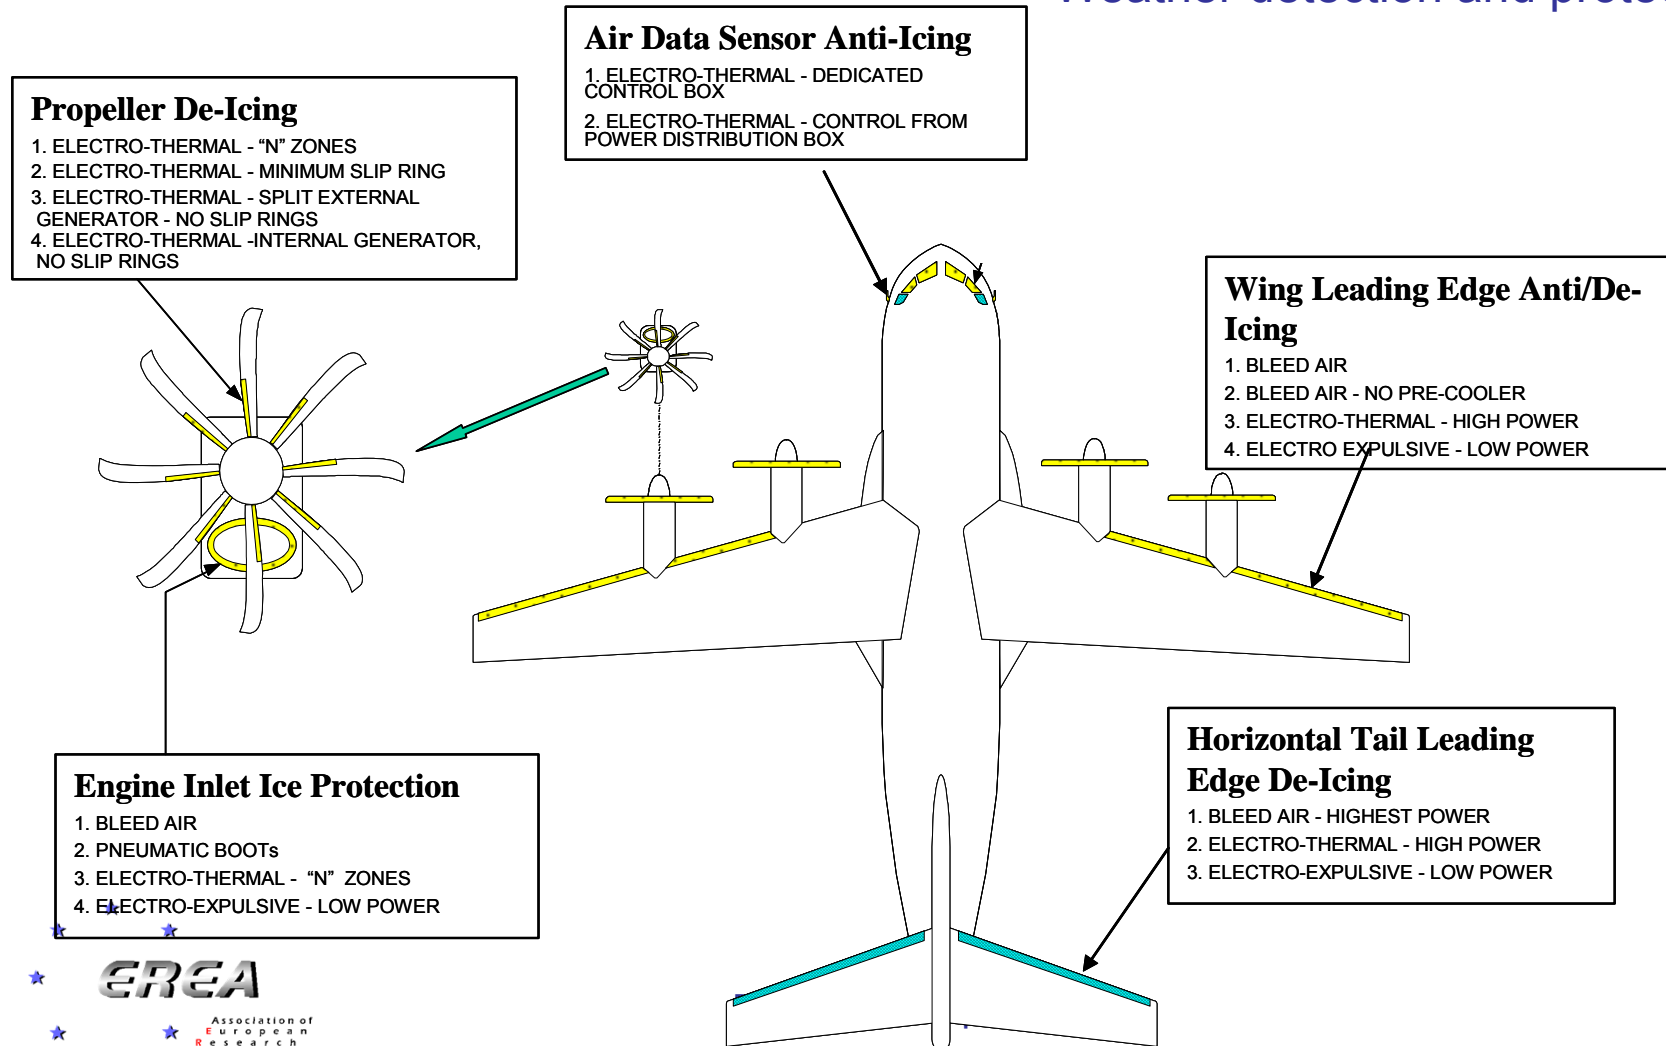 Weather detection and
Air Data Sensor Anti-Icing
1. ELECTRO-THERMAL - DEDICATED
CONTROL BOX
2. ELECTRO-THERMAL - CONTROL FROM
POWER DISTRIBUTION BOX
Propeller De-Icing
1. ELECTRO-THERMAL - “N” ZONES
2. ELECTRO-THERMAL - MINIMUM SLIP RING
3. ELECTRO-THERMAL - SPLIT EXTERNAL
GENERATOR - NO SLIP RINGS
4. ELECTRO-THERMAL -INTERNAL GENERATOR,
NO SLIP RINGS
Wing Leading Edge Anti/De-
Icing
1. BLEED AIR
2. BLEED AIR - NO PRE-COOLER
3. ELECTRO-THERMAL - HIGH POWER
4. ELECTRO EXPULSIVE - LOW POWER
Engine Inlet Ice Protection
1. BLEED AIR
2. PNEUMATIC BOOTs
3. ELECTRO-THERMAL - “N” ZONES
4. ELECTRO-EXPULSIVE - LOW POWER
Horizontal Tail Leading
Edge De-Icing
1. BLEED AIR - HIGHEST POWER
2. ELECTRO-THERMAL - HIGH POWER
3. ELECTRO-EXPULSIVE - LOW POWER
EREA
Association of
European
Research